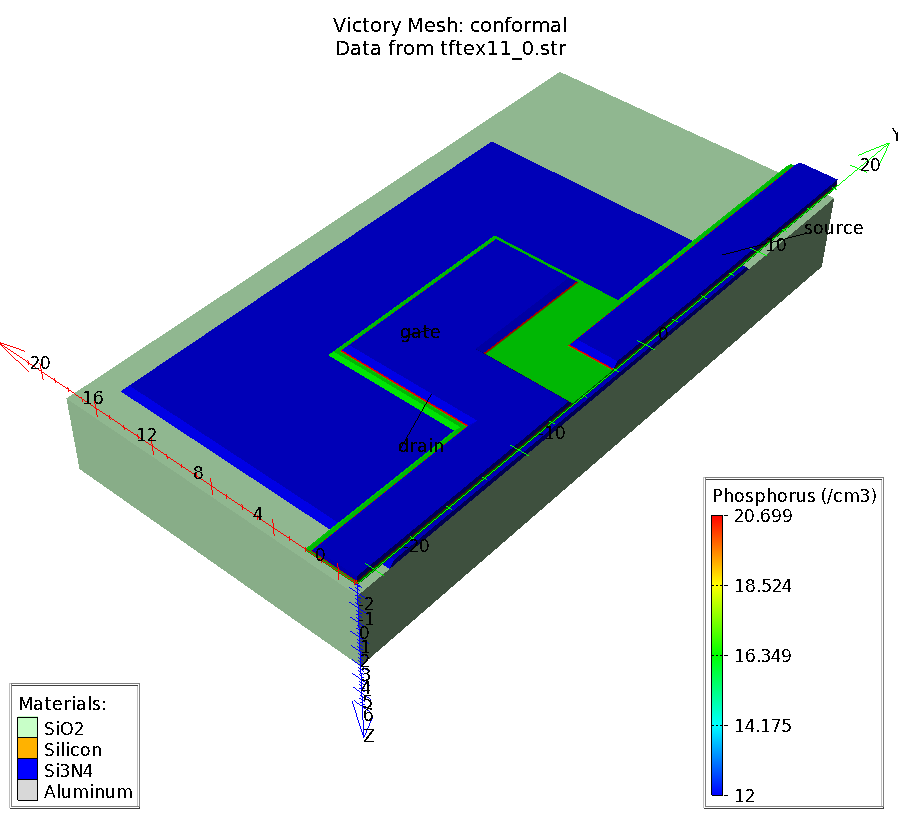 Victory Mesh: conformal
Data from tftex11_0.str
Y
20
source
10
0
gate
20
16
12
10
drain
8
4
20
0
2
1
0
1
2
3
4
5
6
Z
Phosphorus (/cm3)
20.699
18.524
16.349
14.175
12
Materials:
SiO2
Silicon
Si3N4
Aluminum